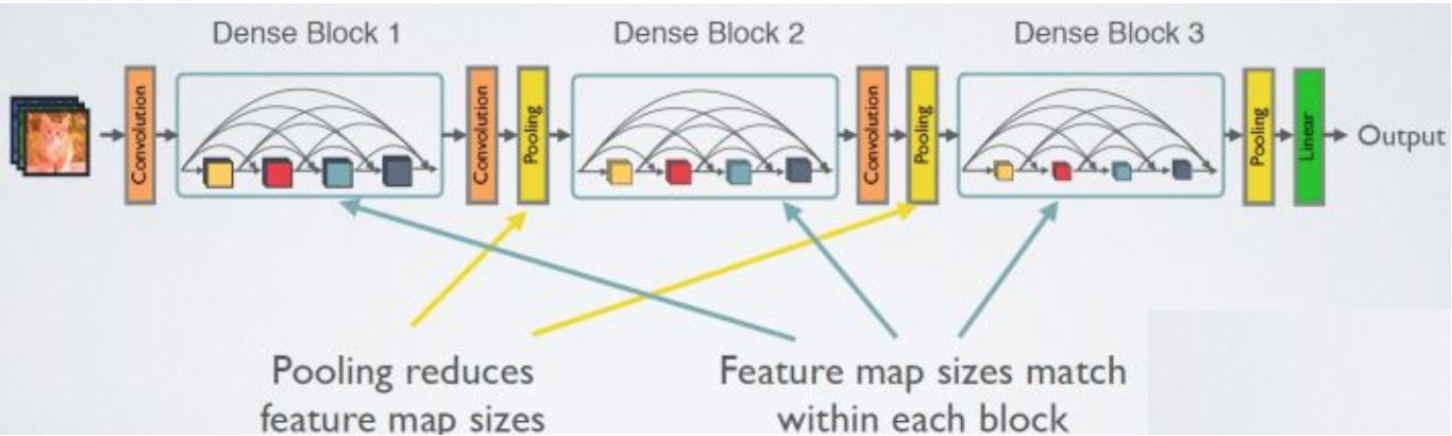 Dense Block 1
Dense Block 2
Dense Block 3
Convolution
Convolution
Pooling
Convolution
Pooling
Pooling
Linear
Output
Pooling reduces
feature map sizes
Feature map sizes match
within each block